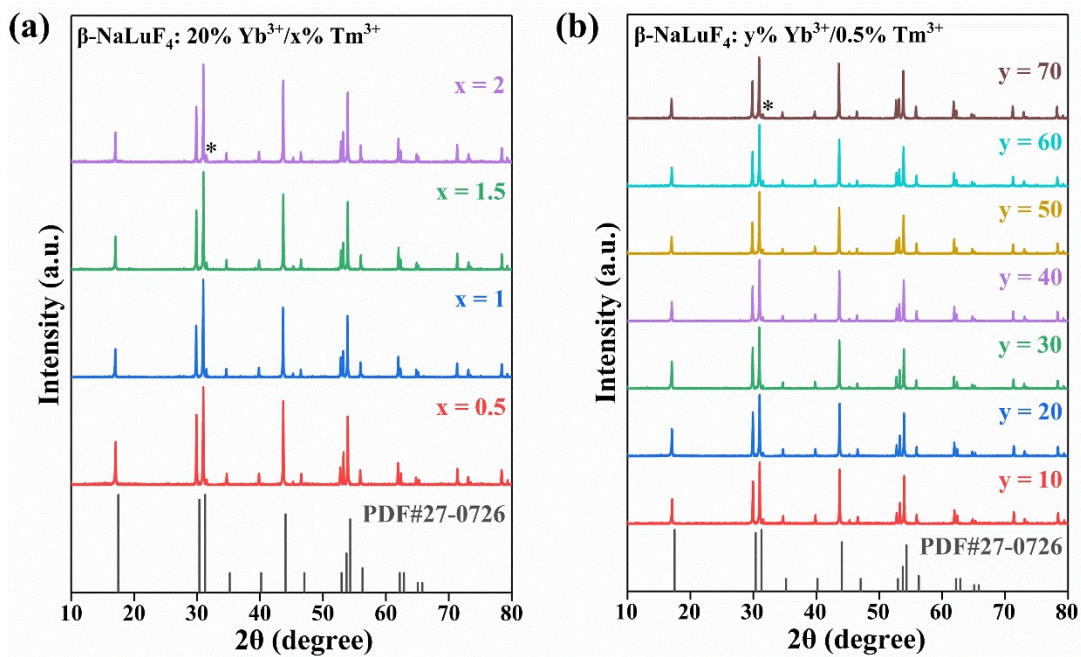 (a)
β-NaLuF₄: 20% Yb³⁺/x% Tm³⁺
x = 2
*
x = 1.5
x = 1
x = 0.5
PDF#27-0726
Intensity (a.u.)
10 20 30 40 50 60 70 80
2θ (degree)
(b)
β-NaLuF₄: y% Yb³⁺/0.5% Tm³⁺
y = 70
*
y = 60
y = 50
y = 40
y = 30
y = 20
y = 10
PDF#27-0726
Intensity (a.u.)
10 20 30 40 50 60 70 80
2θ (degree)